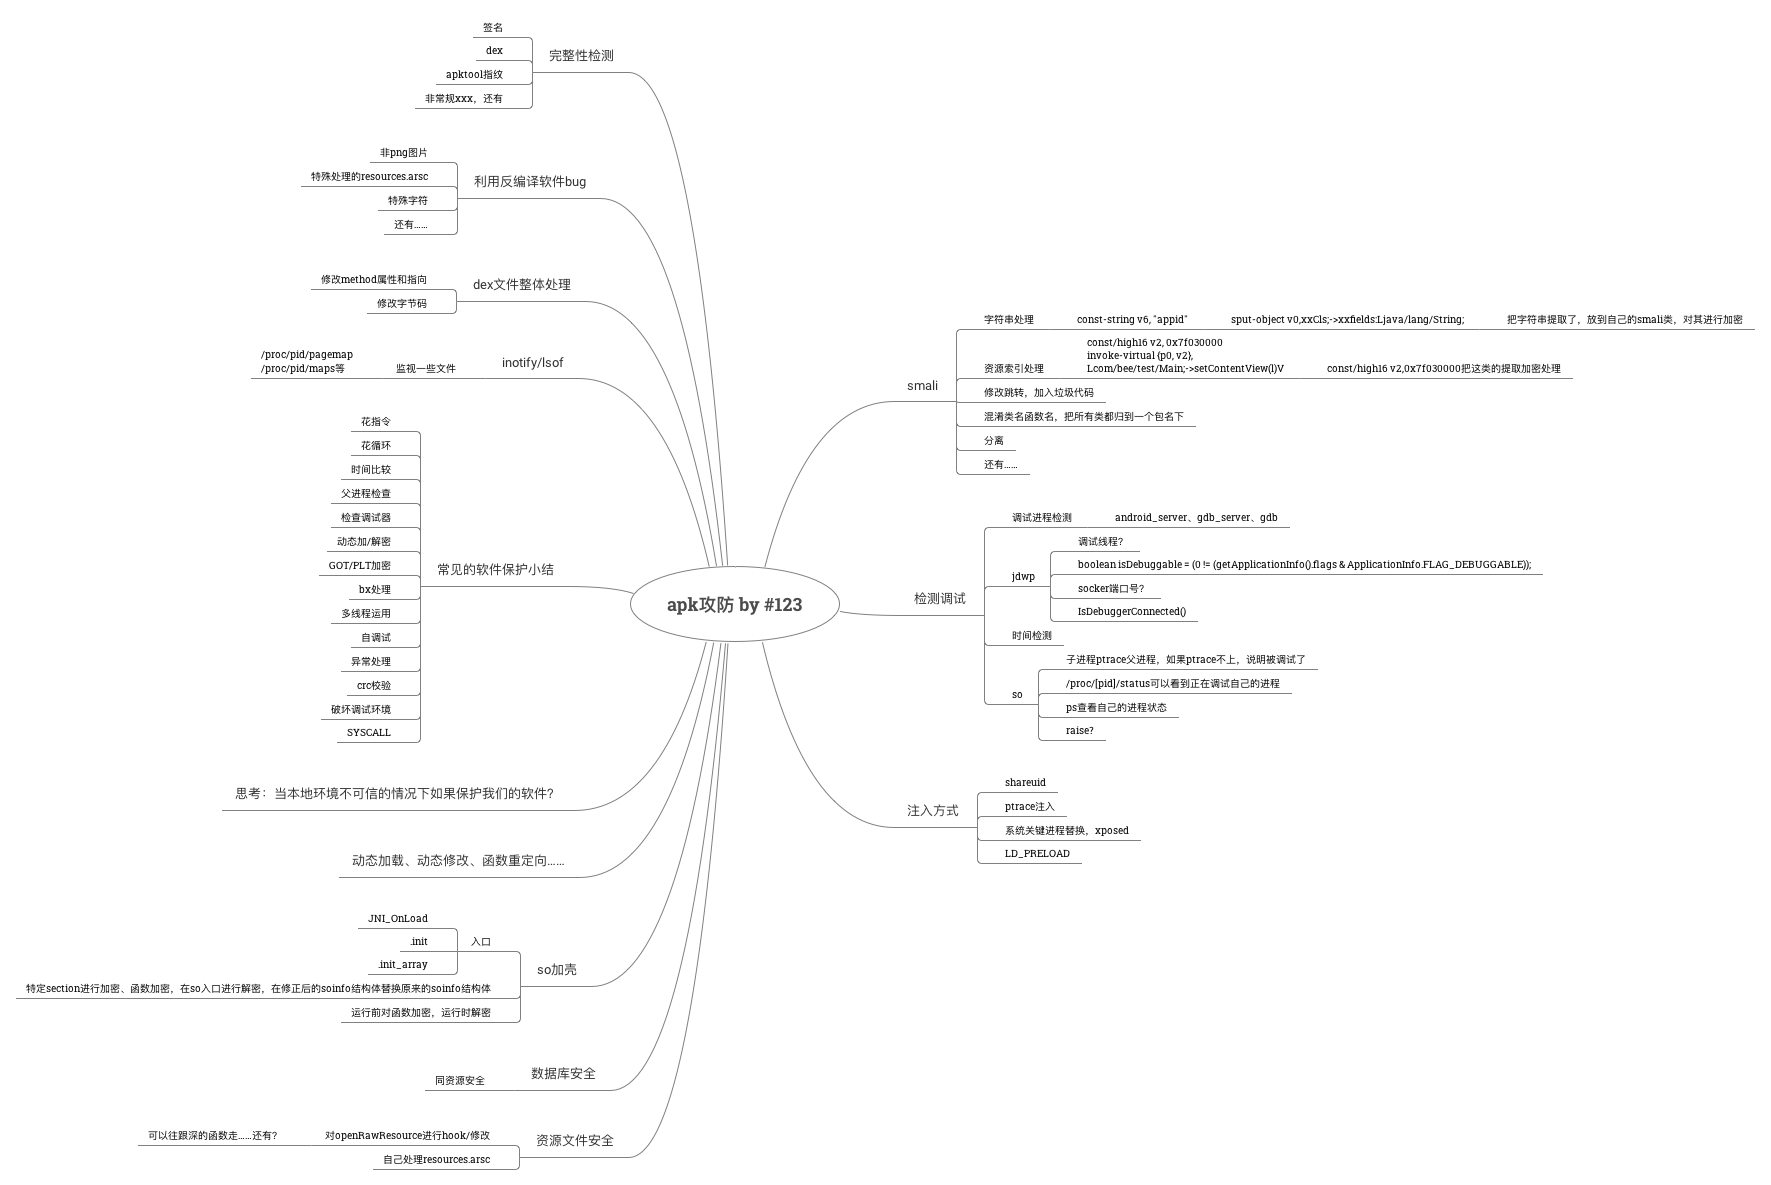 apk攻防 by #123
smali
字符串处理
const-string v6, "appid"
sput-object v0,xxCls;->xxfields:Ljava/lang/String;
把字符串提取了，放到自己的smali类，对其进行加密
资源索引处理
const/high16 v2, 0x7f030000
invoke-virtual {p0, v2},
Lcom/bee/test/Main;->setContentView(I)V
const/high16 v2,0x7f030000把这类的提取加密处理
修改跳转，加入垃圾代码
混淆类名函数名，把所有类都归到一个包名下
分离
还有……
检测调试
调试进程检测
android_server、gdb_server、gdb
jdwp
调试线程？
boolean isDebuggable = (0 != (getApplicationInfo().flags & ApplicationInfo.FLAG_DEBUGGABLE));
socker端口号？
IsDebuggerConnected()
时间检测
so
子进程ptrace父进程，如果ptrace不上，说明被调试了
/proc/[pid]/status可以看到正在调试自己的进程
ps查看自己的进程状态
raise?
注入方式
shareuid
ptrace注入
系统关键进程替换，xposed
LD_PRELOAD
完整性检测
签名
dex
apktool指纹
非常规xxx，还有
利用反编译软件bug
非png图片
特殊处理的resources.arsc
特殊字符
还有……
dex文件整体处理
修改method属性和指向
修改字节码
inotify/lsof
监视一些文件
/proc/pid/pagemap
/proc/pid/maps等
常见的软件保护小结
花指令
花循环
时间比较
父进程检查
检查调试器
动态加/解密
GOT/PLT加密
bx处理
多线程运用
自调试
异常处理
crc校验
破坏调试环境
SYSCALL
思考：当本地环境不可信的情况下如果保护我们的软件？
动态加载、动态修改、函数重定向……
so加壳
入口
JNI_OnLoad
.init
.init_array
特定section进行加密、函数加密，在so入口进行解密，在修正后的soinfo结构体替换原来的soinfo结构体
运行前对函数加密，运行时解密
数据库安全
同资源安全
资源文件安全
对openRawResource进行hook/修改
可以往跟深的函数走……还有？
自己处理resources.arsc